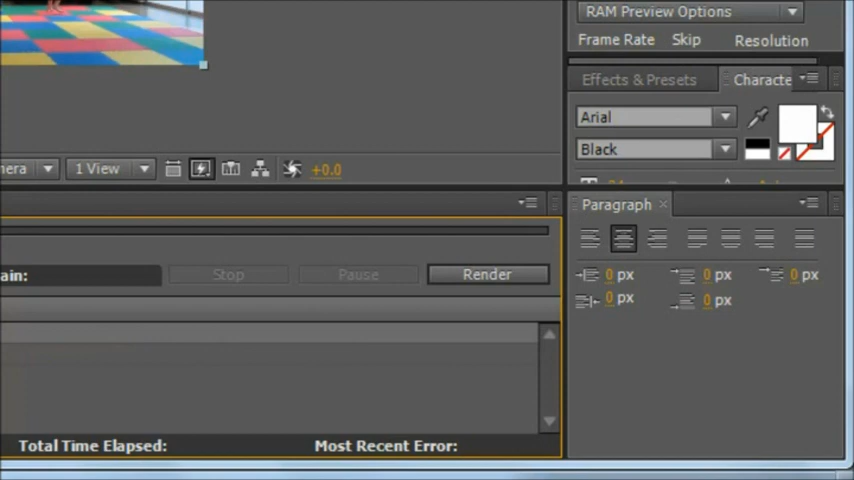 RAM Preview Options
Frame Rate Skip Resolution
Effects & Presets Characte
Arial
Black
mera 1 View +0.0
Paragraph
ain: Stop Pause Render
0 px 0 px 0 px
0 px 0 px
Total Time Elapsed: Most Recent Error: